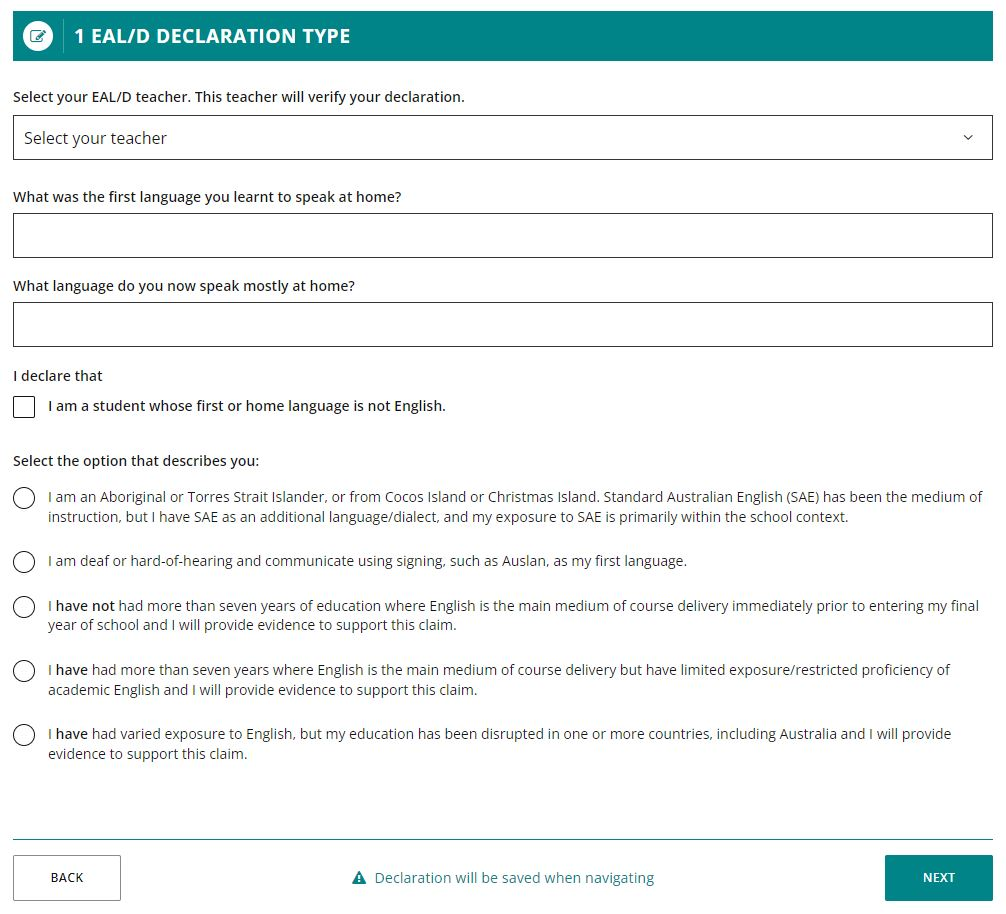 1 EAL/D DECLARATION TYPE
Select your EAL/D teacher. This teacher will verify your declaration.
Select your teacher
What was the first language you learnt to speak at home?
What language do you now speak mostly at home?
I declare that
I am a student whose first or home language is not English.
Select the option that describes you:
I am an Aboriginal or Torres Strait Islander, or from Cocos Island or Christmas Island. Standard Australian English (SAE) has been the medium of
instruction, but I have SAE as an additional language/dialect, and my exposure to SAE is primarily within the school context.
I am deaf or hard-of-hearing and communicate using signing, such as Auslan, as my first language.
I have not had more than seven years of education where English is the main medium of course delivery immediately prior to entering my final
year of school and I will provide evidence to support this claim.
I have had more than seven years where English is the main medium of course delivery but have limited exposure/restricted proficiency of
academic English and I will provide evidence to support this claim.
I have had varied exposure to English, but my education has been disrupted in one or more countries, including Australia and I will provide
evidence to support this claim.
BACK
Declaration will be saved when navigating
NEXT